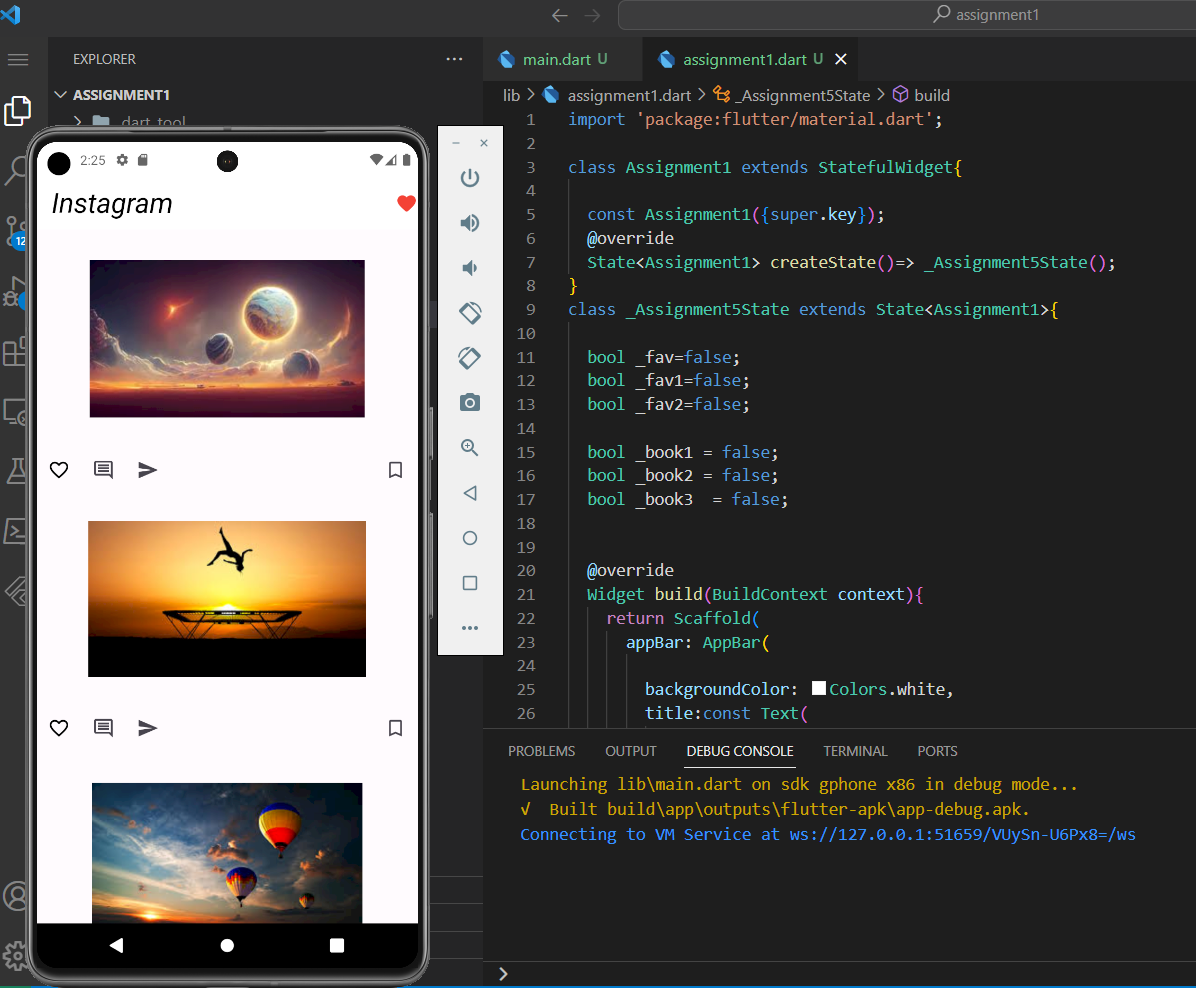 assignment1
EXPLORER
ASSIGNMENT1
.dart_tool
12
2:25
Instagram
main.dart U
assignment1.dart U
lib > assignment1.dart > _Assignment5State > build
1 import 'package:flutter/material.dart';
2
3 class Assignment1 extends StatefulWidget{
4
5 const Assignment1({super.key});
6 @override
7 State<Assignment1> createState()=> _Assignment5State();
8 }
9 class _Assignment5State extends State<Assignment1>{
10
11 bool _fav=false;
12 bool _fav1=false;
13 bool _fav2=false;
14
15 bool _book1 = false;
16 bool _book2 = false;
17 bool _book3  = false;
18
19
20 @override
21 Widget build(BuildContext context){
22 return Scaffold(
23 appBar: AppBar(
24
25 backgroundColor: Colors.white,
26 title:const Text(
PROBLEMS OUTPUT DEBUG CONSOLE TERMINAL PORTS
Launching lib\main.dart on sdk gphone x86 in debug mode...
√  Built build\app\outputs\flutter-apk\app-debug.apk.
Connecting to VM Service at ws://127.0.0.1:51659/VUySn-U6Px8=/ws